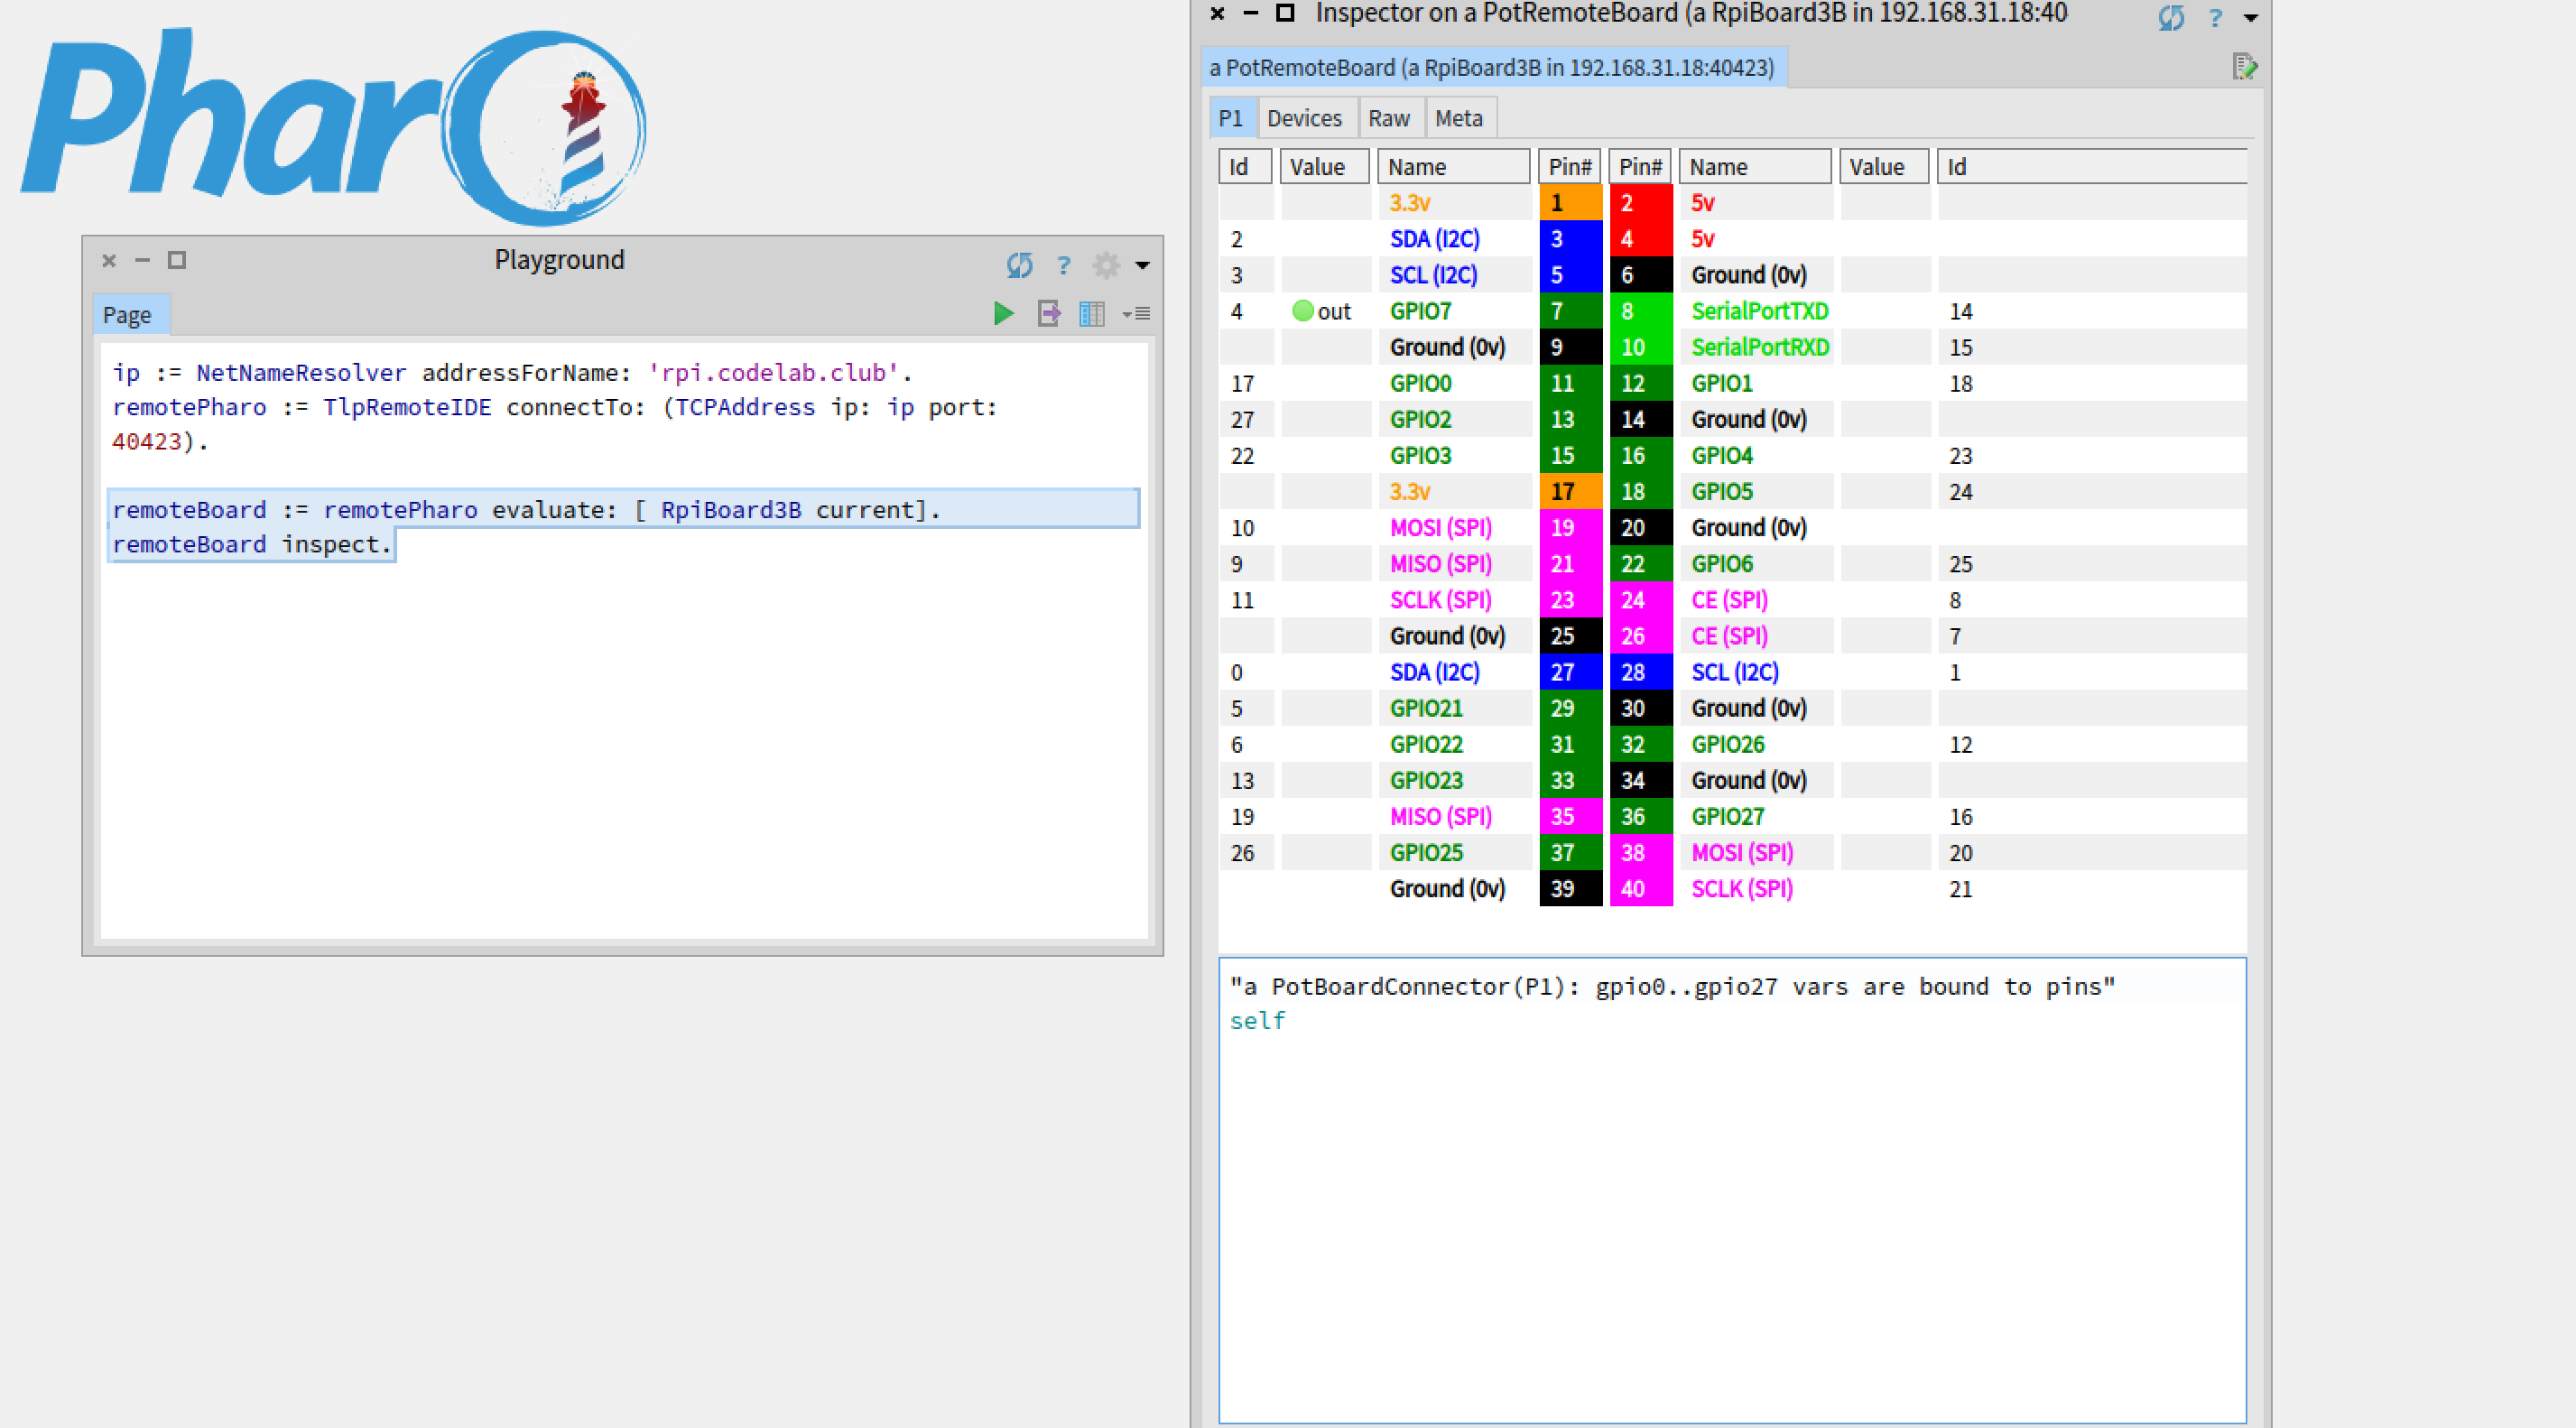 Pharo
Playground
?
Page
ip := NetNameResolver addressForName: 'rpi.codelab.club'.
remotePharo := TlpRemoteIDE connectTo: (TCPAddress ip: ip port:
40423).
remoteBoard := remotePharo evaluate: [ RpiBoard3B current].
remoteBoard inspect.
Inspector on a PotRemoteBoard (a RpiBoard3B in 192.168.31.18:40
?
a PotRemoteBoard (a RpiBoard3B in 192.168.31.18:40423)
P1 Devices Raw Meta
Id Value Name Pin# Pin# Name Value Id
3.3v 1 2 5v
2 SDA (I2C) 3 4 5v
3 SCL (I2C) 5 6 Ground (0v)
4 out GPIO7 7 8 SerialPortTXD 14
Ground (0v) 9 10 SerialPortRXD 15
17 GPIO0 11 12 GPIO1 18
27 GPIO2 13 14 Ground (0v)
22 GPIO3 15 16 GPIO4 23
3.3v 17 18 GPIO5 24
10 MOSI (SPI) 19 20 Ground (0v)
9 MISO (SPI) 21 22 GPIO6 25
11 SCLK (SPI) 23 24 CE (SPI) 8
Ground (0v) 25 26 CE (SPI) 7
0 SDA (I2C) 27 28 SCL (I2C) 1
5 GPIO21 29 30 Ground (0v)
6 GPIO22 31 32 GPIO26 12
13 GPIO23 33 34 Ground (0v)
19 MISO (SPI) 35 36 GPIO27 16
26 GPIO25 37 38 MOSI (SPI) 20
Ground (0v) 39 40 SCLK (SPI) 21
"a PotBoardConnector(P1): gpio0..gpio27 vars are bound to pins"
self